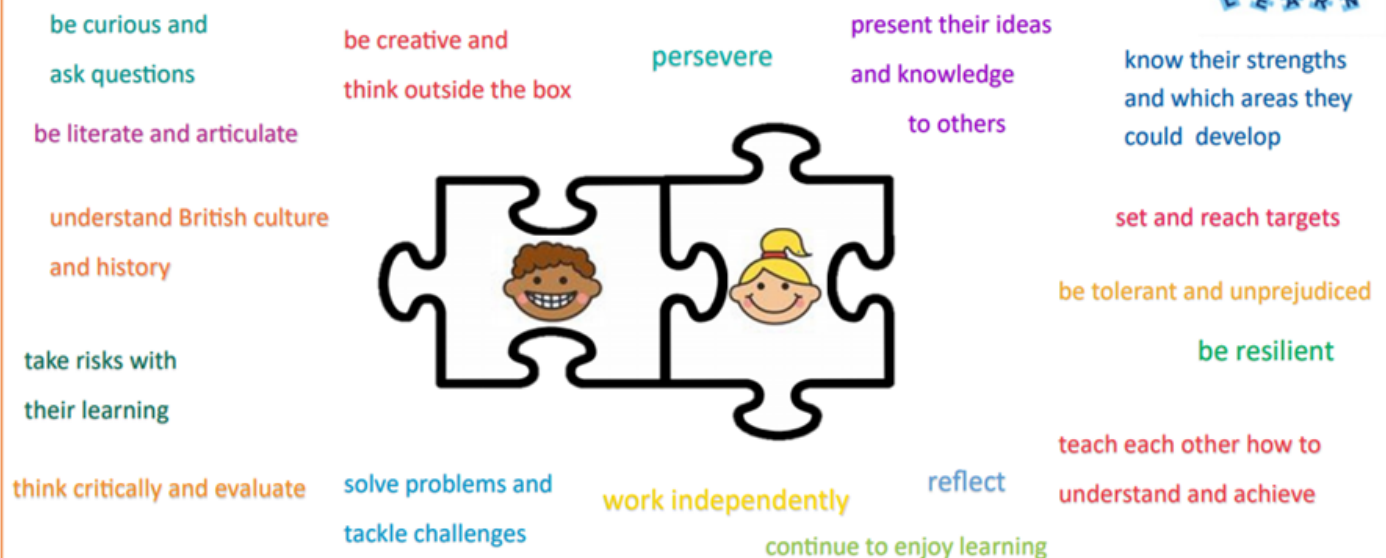 LEARN
be curious and
ask questions
be creative and
think outside the box
persevere
present their ideas
and knowledge
to others
know their strengths
and which areas they
could develop
be literate and articulate
understand British culture
and history
set and reach targets
be tolerant and unprejudiced
be resilient
take risks with
their learning
teach each other how to
understand and achieve
think critically and evaluate
solve problems and
tackle challenges
work independently
reflect
continue to enjoy learning